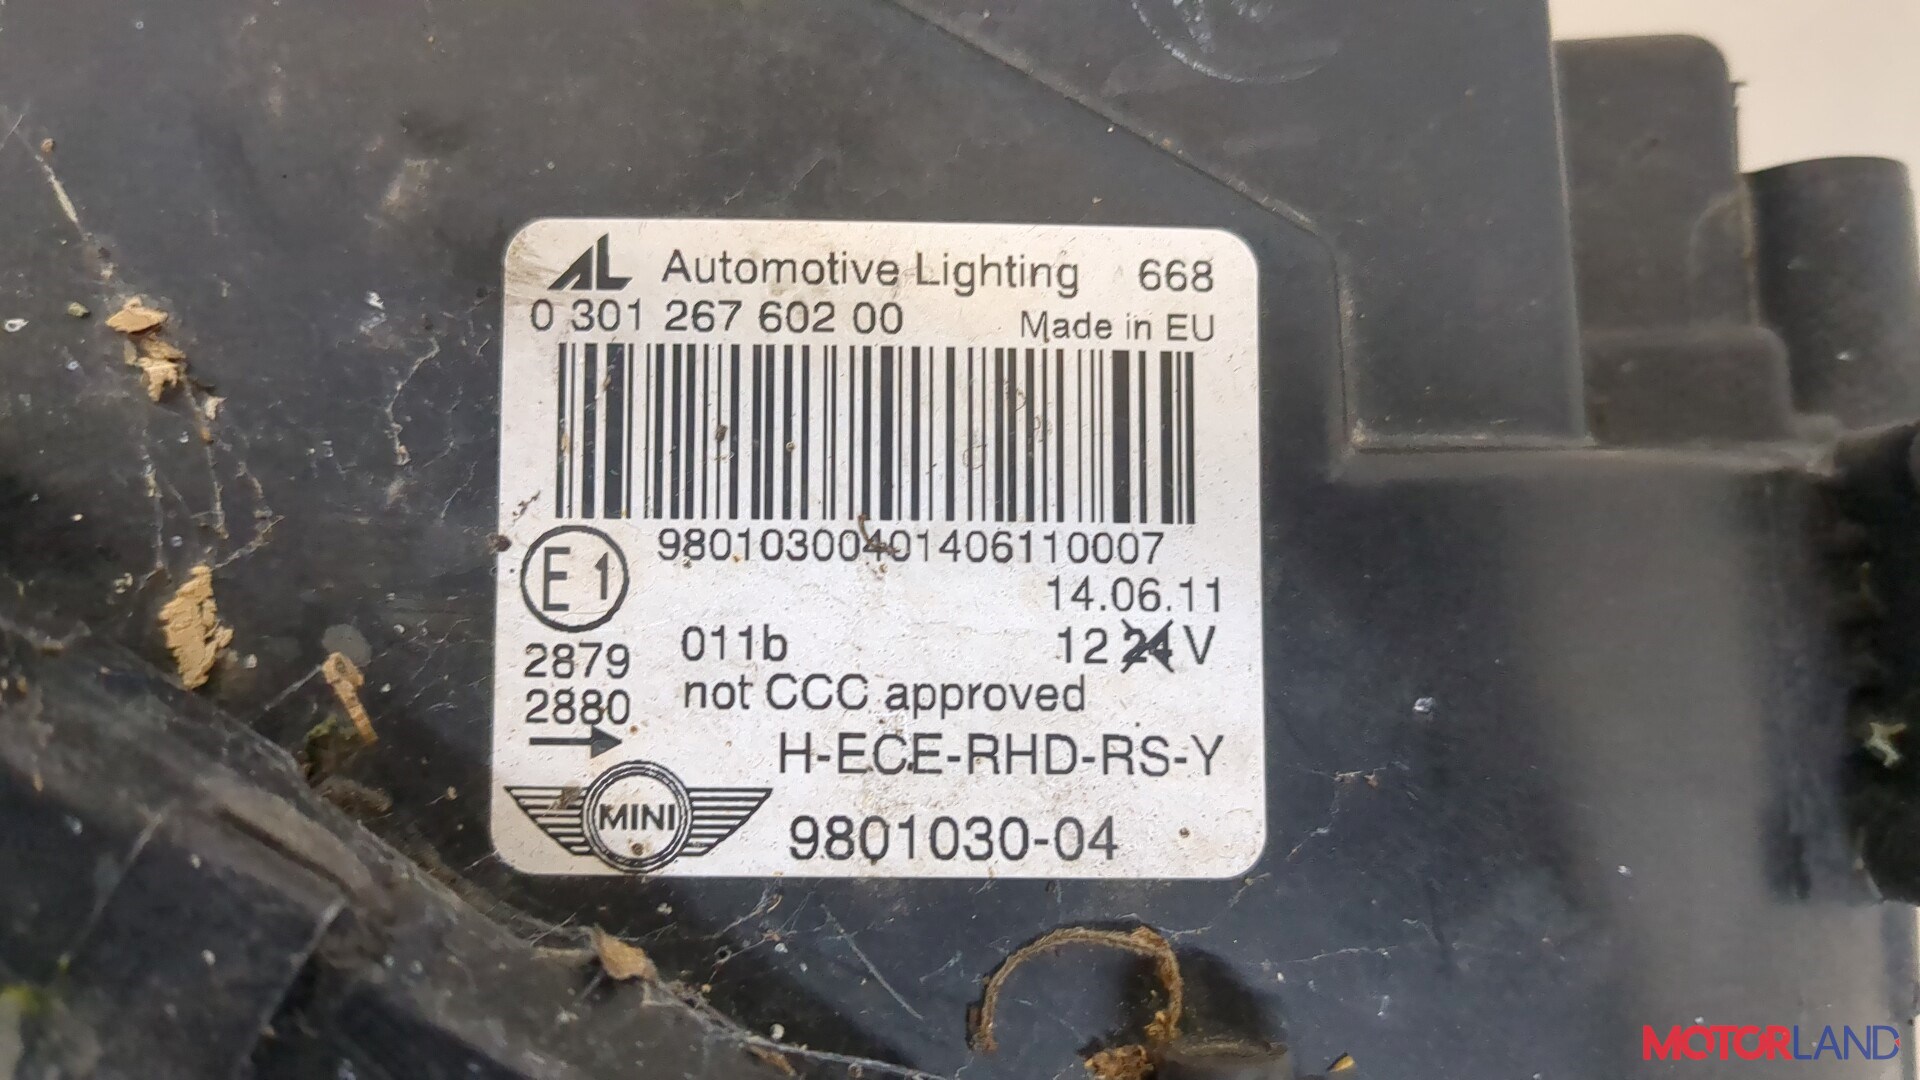 AL Automotive Lighting 668
0 301 267 602 00 Made in EU
98010300401406110007
E1
14.06.11
2879 011b 12 24 V
2880 not CCC approved
H-ECE-RHD-RS-Y
MINI 9801030-04
MOTORLAND